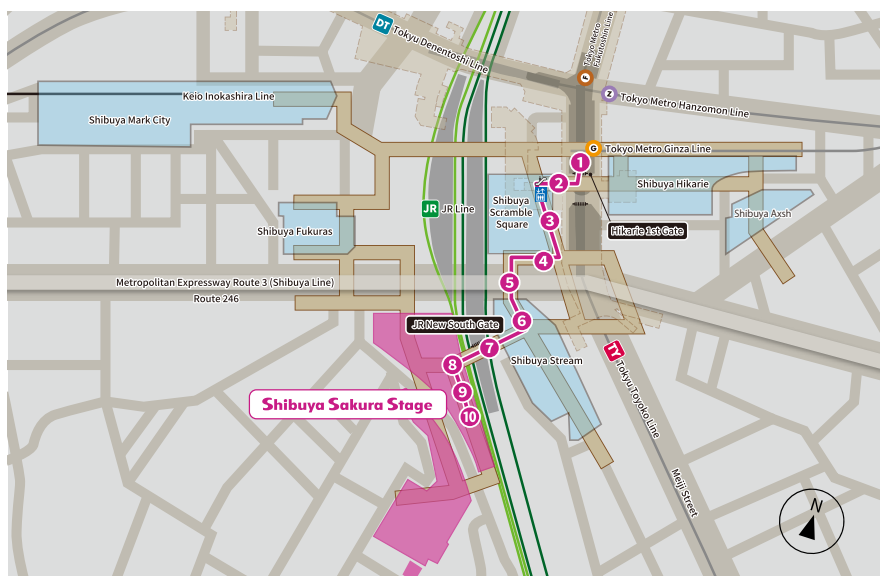 DT
Tokyu Denentoshi Line
Tokyo Metro
Fukutoshin Line
F
Z
Tokyo Metro Hanzomon Line
Keio Inokashira Line
Shibuya Mark City
G
Tokyo Metro Ginza Line
1
2
Shibuya Hikarie
Shibuya
Scramble
Square
JR
JR Line
3
Shibuya Axsh
Shibuya Fukuras
Hikarie 1st Gate
4
Metropolitan Expressway Route 3 (Shibuya Line)
5
Route 246
6
JR New South Gate
7
TY
Tokyu Toyoko Line
Shibuya Stream
8
9
Shibuya Sakura Stage
10
Meiji Street
N